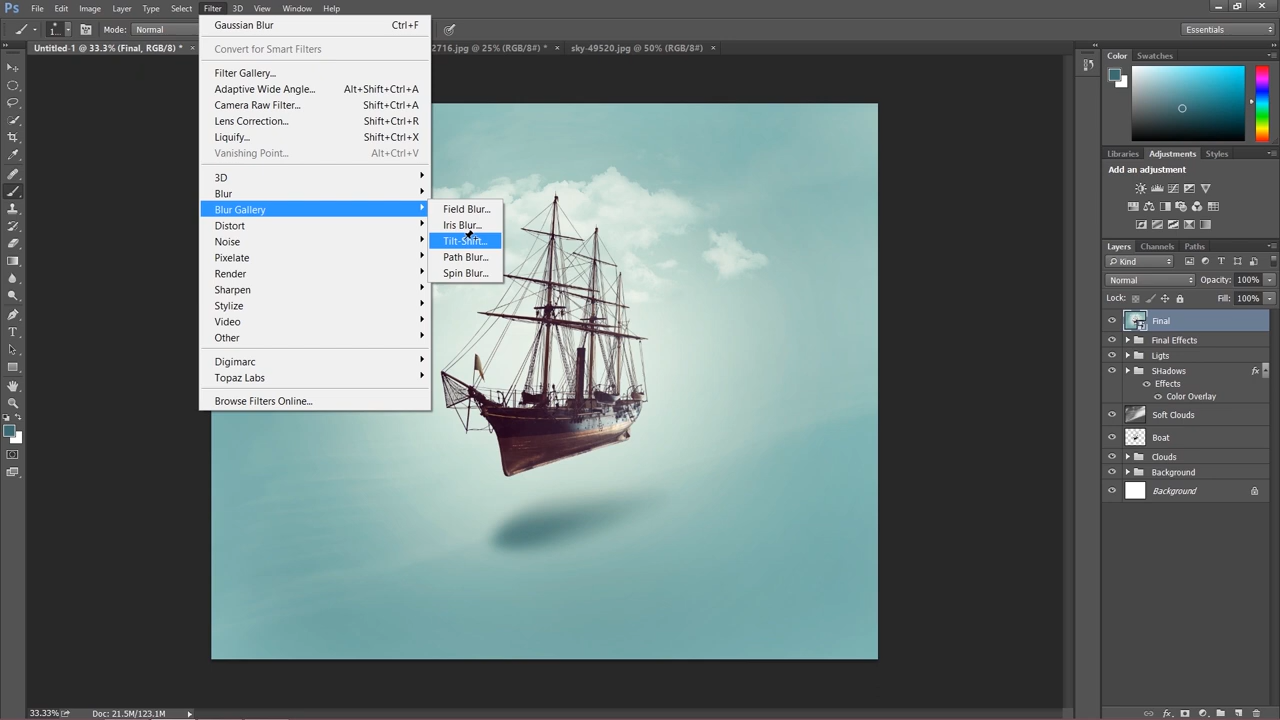 Ps File Edit Image Layer Type Select Filter 3D View Window Help
Mode: Normal
Essentials
Untitled-1 @ 33.3% (Final, RGB/8) * ×
2716.jpg @ 25% (RGB/8#) * ×
sky-49520.jpg @ 50% (RGB/8#) ×
Gaussian Blur Ctrl+F
Convert for Smart Filters
Filter Gallery...
Adaptive Wide Angle... Alt+Shift+Ctrl+A
Camera Raw Filter... Shift+Ctrl+A
Lens Correction... Shift+Ctrl+R
Liquify... Shift+Ctrl+X
Vanishing Point... Alt+Ctrl+V
3D
Blur
Blur Gallery
Distort
Noise
Pixelate
Render
Sharpen
Stylize
Video
Other
Digimarc
Topaz Labs
Browse Filters Online...
Field Blur...
Iris Blur...
Tilt-Shift...
Path Blur...
Spin Blur...
Color Swatches
Libraries Adjustments Styles
Add an adjustment
Layers Channels Paths
Kind
Normal Opacity: 100%
Lock: Fill: 100%
Final
Final Effects
Ligts
SHadows fx
Effects
Color Overlay
Soft Clouds
Boat
Clouds
Background
Background
33.33% Doc: 21.5M/123.1M